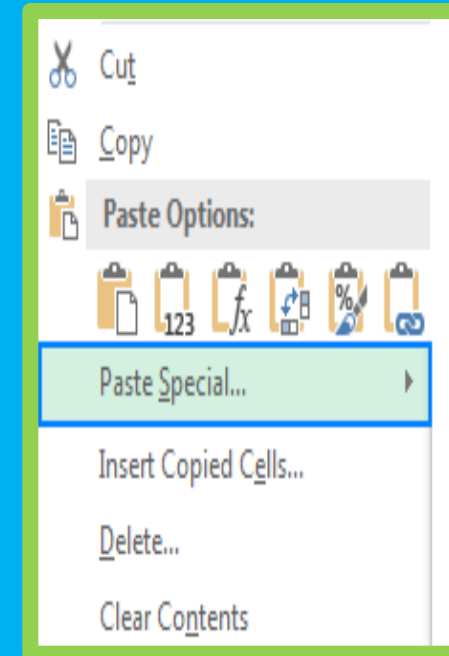 Cut
Copy
Paste Options:
123 fx %
Paste Special...
Insert Copied Cells...
Delete...
Clear Contents